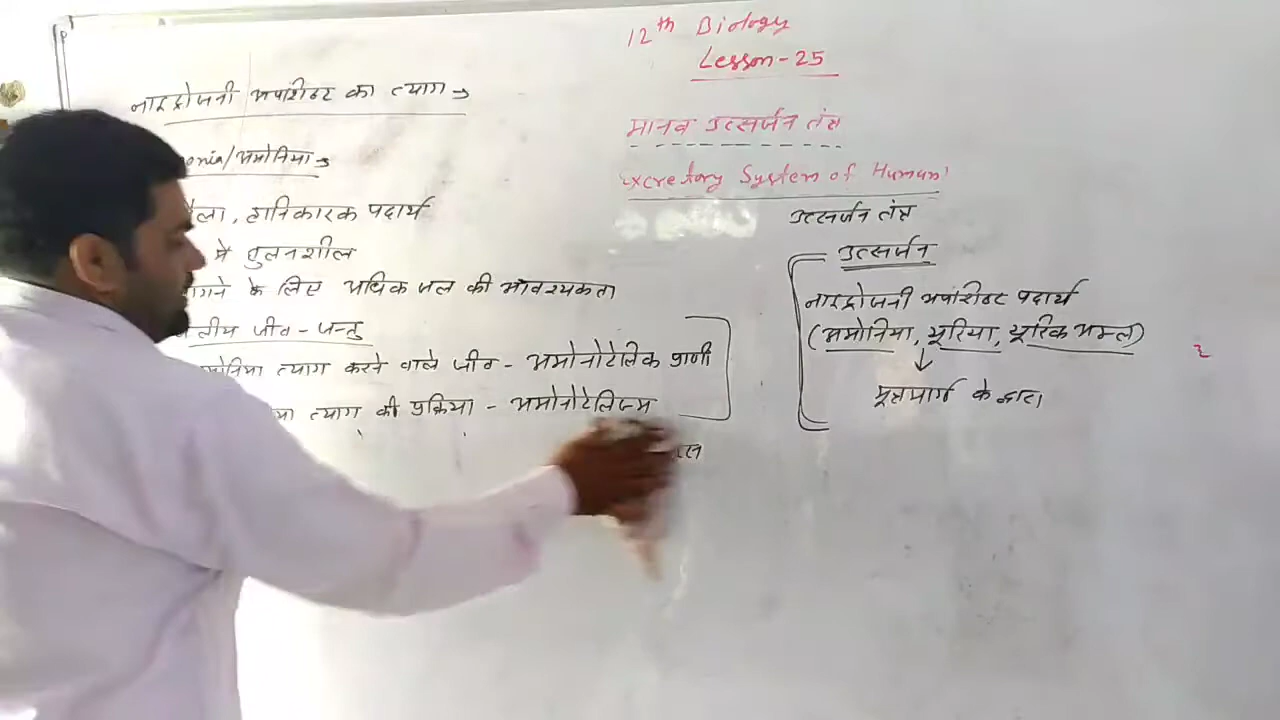 12th Biology
Lesson-25
मानव उत्सर्जन तंत्र
Excretory System of Human
नाइट्रोजनी अपशिष्ट का त्याग→
onia/अमोनिया→
ला, हानिकारक पदार्थ
मे घुलनशील
के लिए अधिक जल की आवश्यकता
लीय जीव - जन्तु
त्याग करने वाले जीव - अमोनोटेलिक प्राणी
या त्याग की प्रक्रिया - अमोनोटेलिज्म
उत्सर्जन तंत्र
उत्सर्जन
नाइट्रोजनी अपशिष्ट पदार्थ
(अमोनिया, यूरिया, यूरिक अम्ल)
↓
मूत्रमार्ग के द्वारा